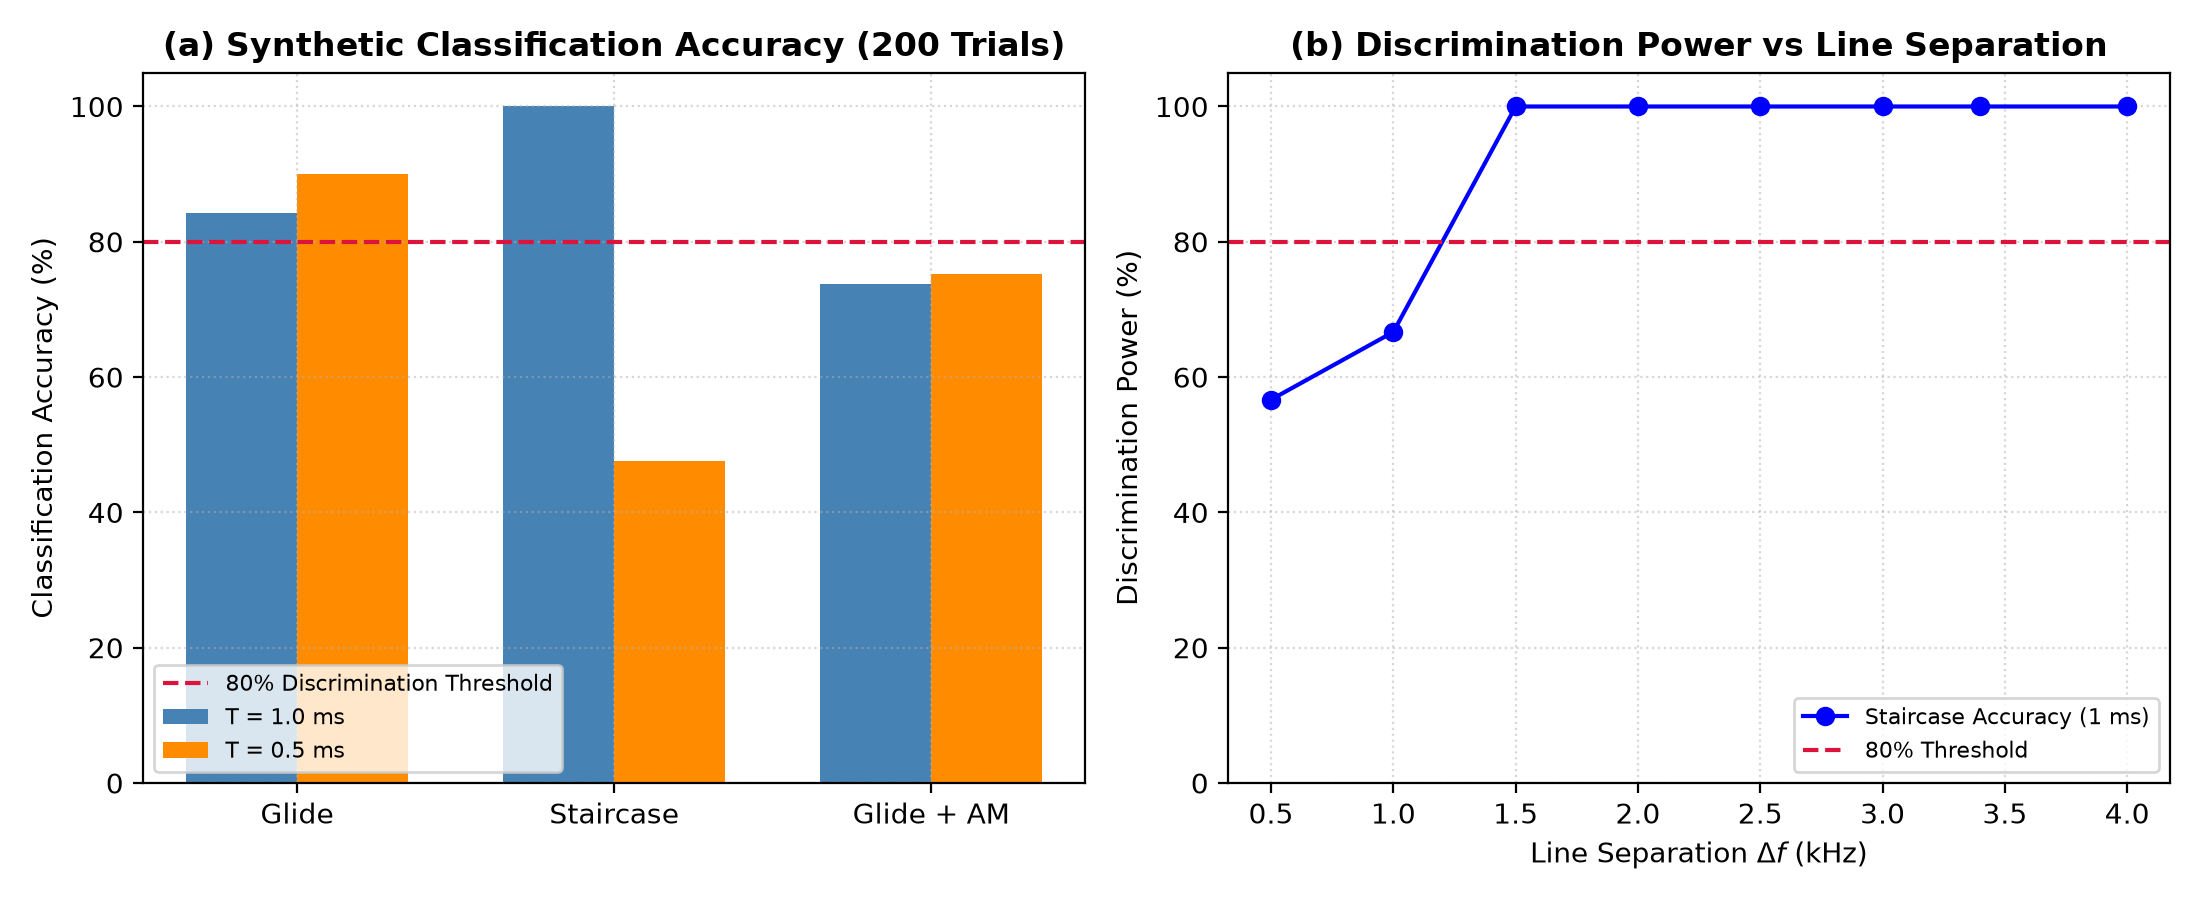 (a) Synthetic Classification Accuracy (200 Trials)
Classification Accuracy (%)
100
80
60
40
20
0
80% Discrimination Threshold
T = 1.0 ms
T = 0.5 ms
Glide
Staircase
Glide + AM
(b) Discrimination Power vs Line Separation
Discrimination Power (%)
100
80
60
40
20
0
Staircase Accuracy (1 ms)
80% Threshold
0.5
1.0
1.5
2.0
2.5
3.0
3.5
4.0
Line Separation Δf (kHz)